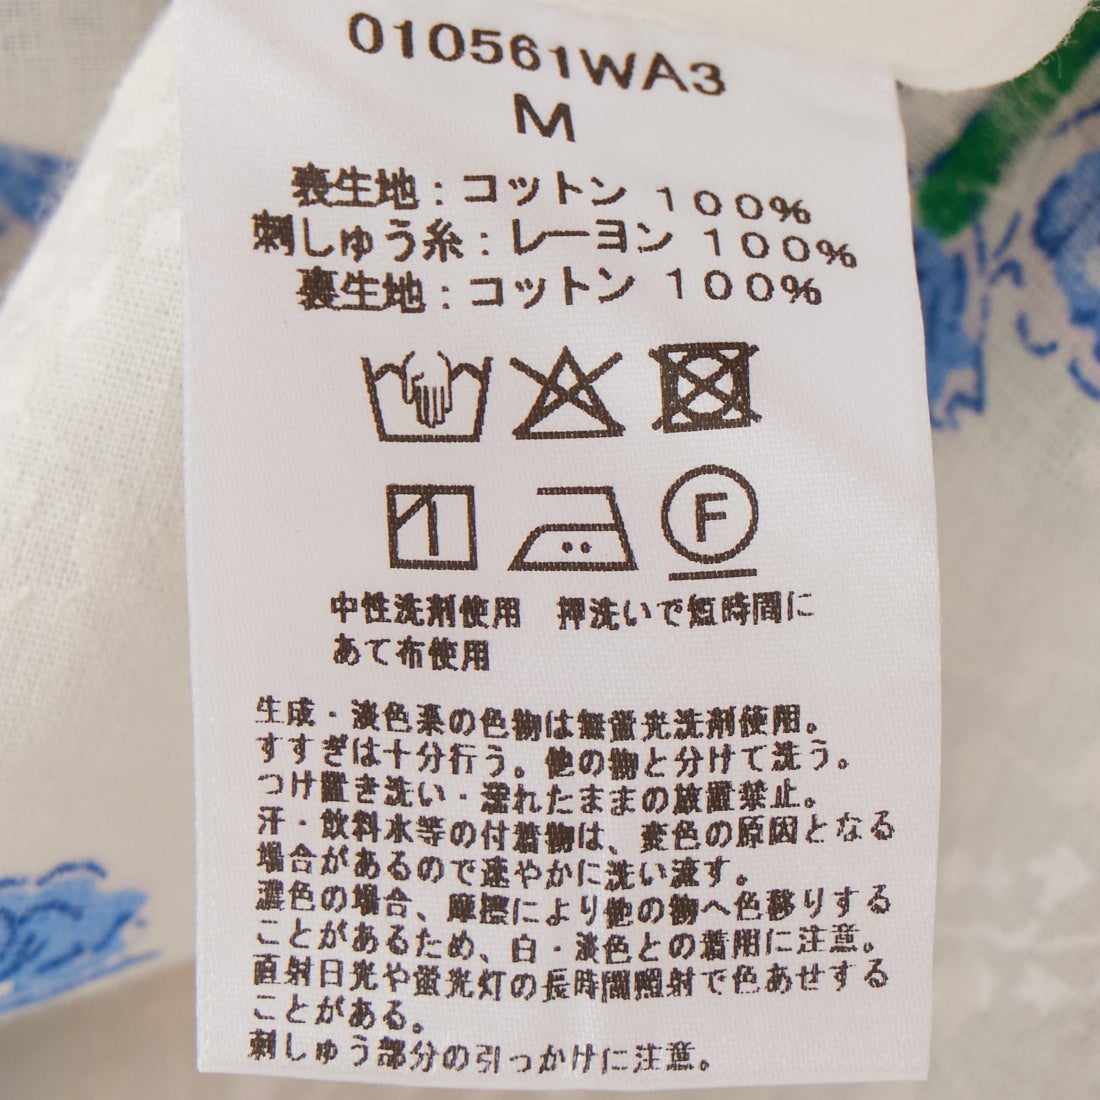 010561WA3
M
表生地:コットン 100%
刺しゅう糸:レーヨン 100%
裏生地:コットン 100%
1
F
中性洗剤使用 押洗いで短時間に
あて布使用
生成・淡色系の色物は無蛍光洗剤使用。
すすぎは十分行う。他の物と分けて洗う。
つけ置き洗い・濡れたままの放置禁止。
汗・飲料水等の付着物は、変色の原因となる
場合があるので速やかに洗い流す。
濃色の場合、摩擦により他の物へ色移りする
ことがあるため、白・淡色との着用に注意。
直射日光や蛍光灯の長時間照射で色あせする
ことがある。
刺しゅう部分の引っかけに注意。